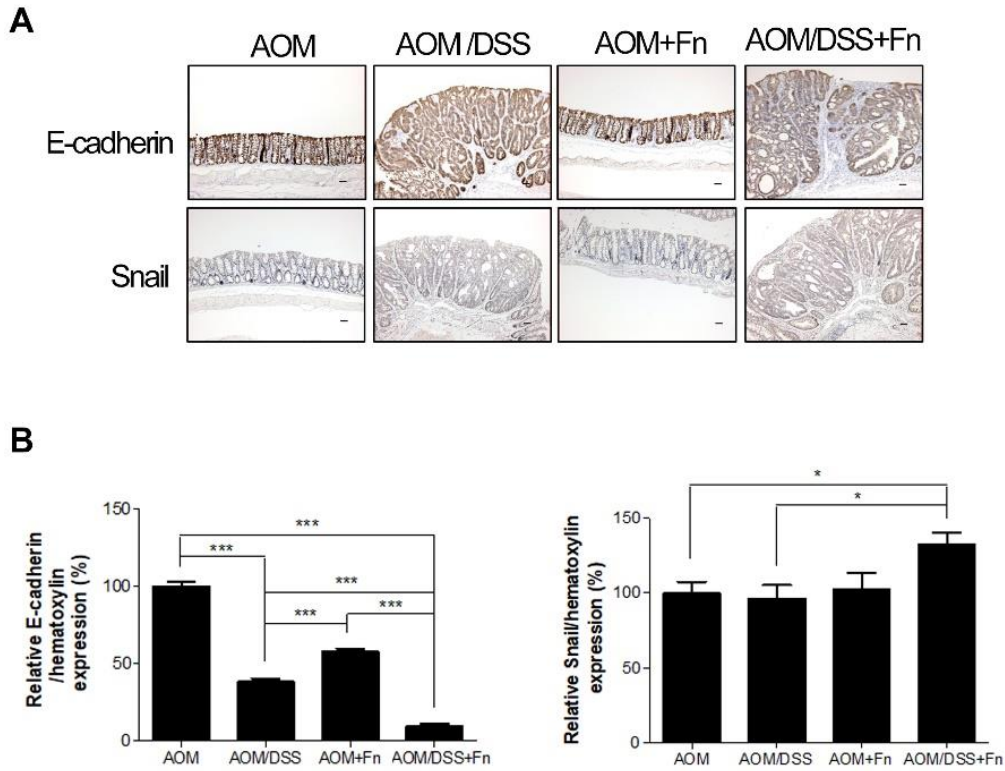 A
AOM AOM/DSS AOM+Fn AOM/DSS+Fn
E-cadherin
Snail
B
Relative E-cadherin
/hematoxylin
expression (%)
150
100
50
0
***
***
***
***
***
AOM AOM/DSS AOM+Fn AOM/DSS+Fn
Relative Snail/hematoxylin
expression (%)
150
100
50
0
*
*
AOM AOM/DSS AOM+Fn AOM/DSS+Fn